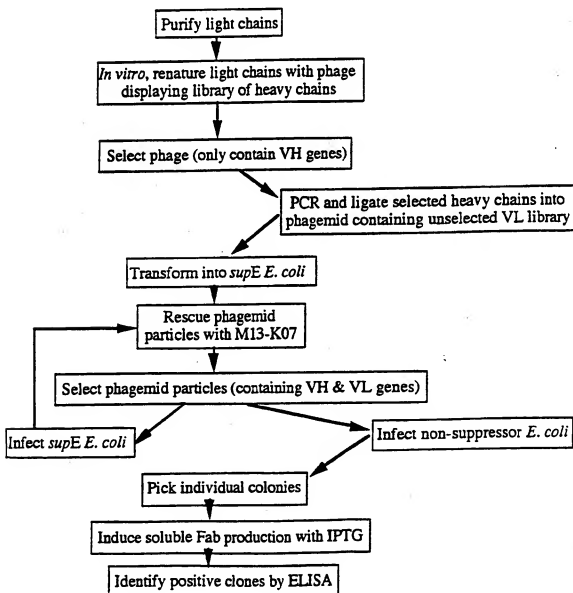 Purify light chains
In vitro, renature light chains with phage
displaying library of heavy chains
Select phage (only contain VH genes)
PCR and ligate selected heavy chains into
phagemid containing unselected VL library
Transform into supE E. coli
Rescue phagemid
particles with M13-K07
Select phagemid particles (containing VH & VL genes)
Infect supE E. coli
Infect non-suppressor E. coli
Pick individual colonies
Induce soluble Fab production with IPTG
Identify positive clones by ELISA